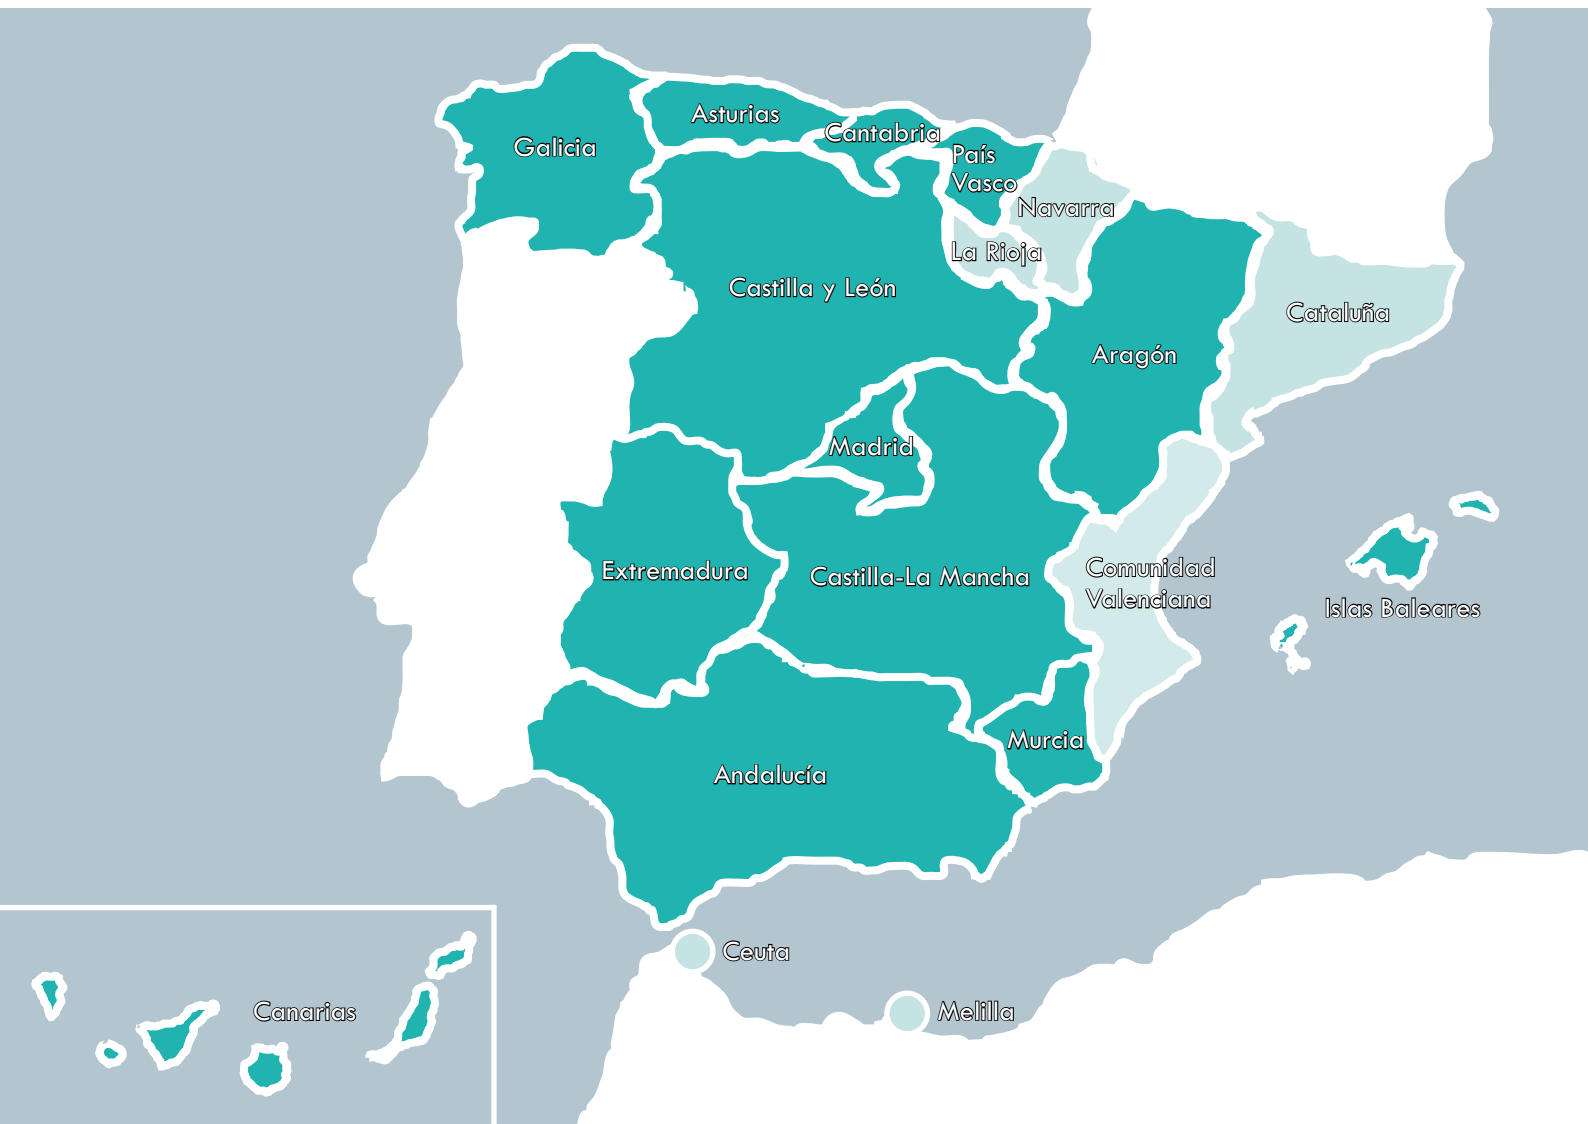 Asturias
Cantabria
Galicia
País
Vasco
Navarra
La Rioja
Castilla y León
Cataluña
Aragón
Madrid
Extremadura
Castilla-La Mancha
Comunidad
Valenciana
Islas Baleares
Murcia
Andalucía
Ceuta
Canarias
Melilla